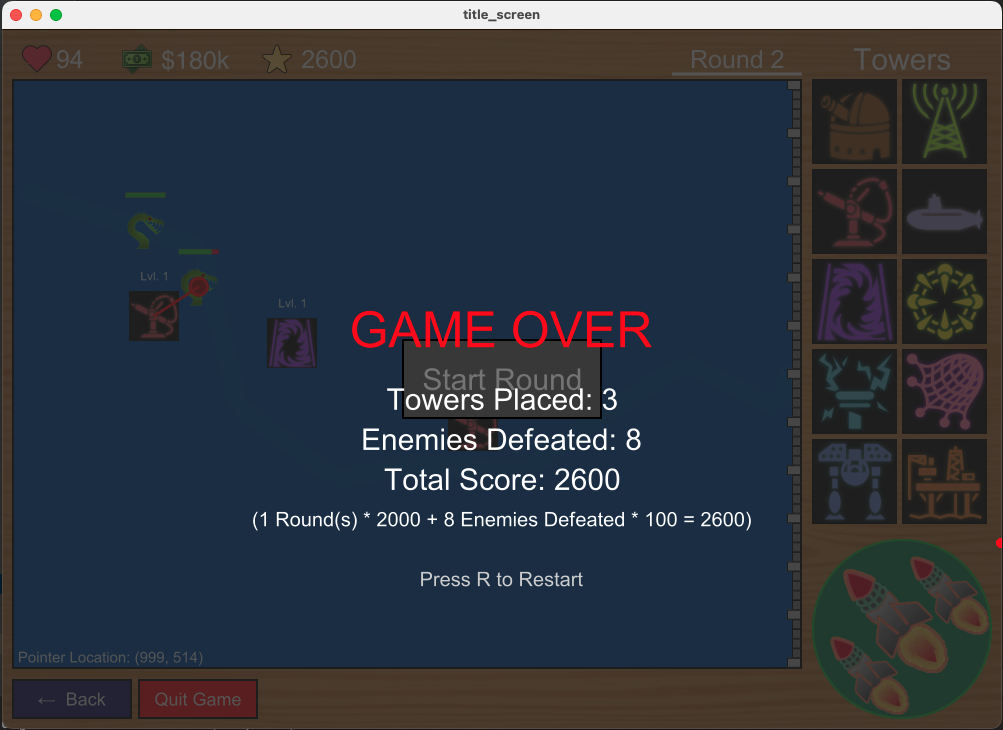 title_screen
94
$180k
2600
Round 2
Towers
Lvl. 1
Lvl. 1
GAME OVER
Start Round
Towers Placed: 3
Enemies Defeated: 8
Total Score: 2600
(1 Round(s) * 2000 + 8 Enemies Defeated * 100 = 2600)
Press R to Restart
Pointer Location: (999, 514)
← Back
Quit Game